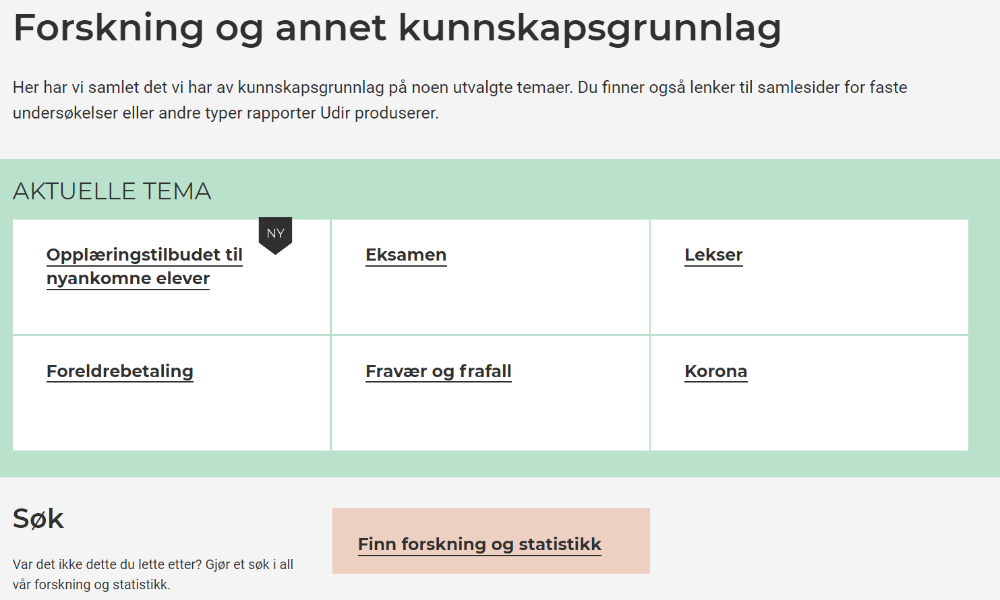 Forskning og annet kunnskapsgrunnlag
Her har vi samlet det vi har av kunnskapsgrunnlag på noen utvalgte temaer. Du finner også lenker til samlesider for faste
undersøkelser eller andre typer rapporter Udir produserer.
AKTUELLE TEMA
NY
Opplæringstilbudet til
nyankomne elever
Eksamen
Lekser
Foreldrebetaling
Fravær og frafall
Korona
Søk
Var det ikke dette du lette etter? Gjør et søk i all
vår forskning og statistikk.
Finn forskning og statistikk